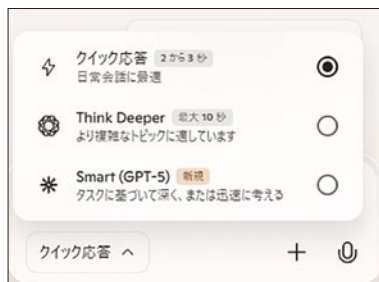 クイック応答 2から3秒
日常会話に最適
Think Deeper 最大10秒
より複雑なトピックに適しています
Smart (GPT-5) 新規
タスクに基づいて深く、または迅速に考える
クイック応答